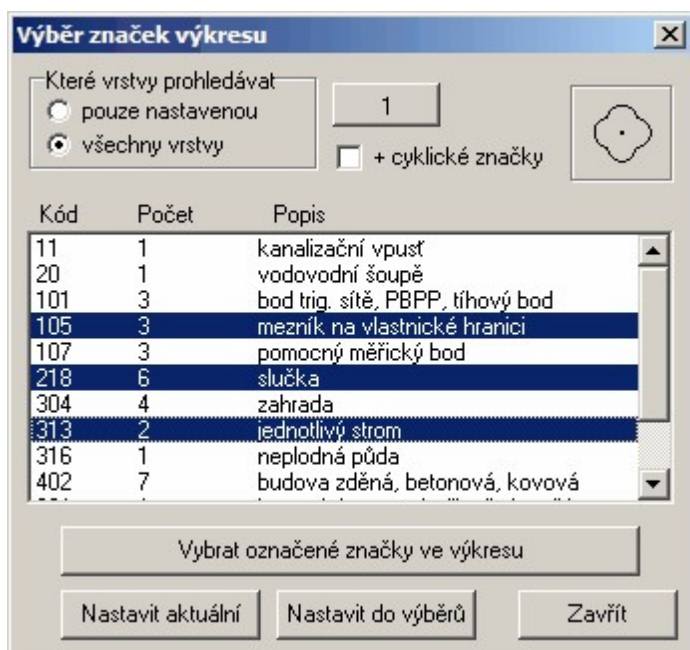 Výběr značek výkresu
Které vrstvy prohledávat
pouze nastavenou
všechny vrstvy
1
+ cyklické značky
Kód Počet Popis
11 1 kanalizační vpusť
20 1 vodovodní šoupě
101 3 bod trig. sítě, PBPP, tíhový bod
105 3 mezník na vlastnické hranici
107 3 pomocný měřický bod
218 6 slučka
304 4 zahrada
313 2 jednotlivý strom
316 1 neplodná půda
402 7 budova zděná, betonová, kovová
Vybrat označené značky ve výkresu
Nastavit aktuální Nastavit do výběrů Zavřít